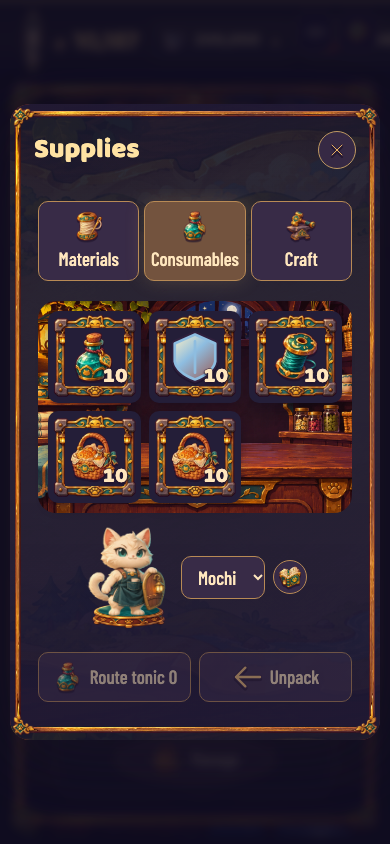 Supplies
Materials
Consumables
Craft
10
10
10
10
10
Mochi
Route tonic 0
Unpack